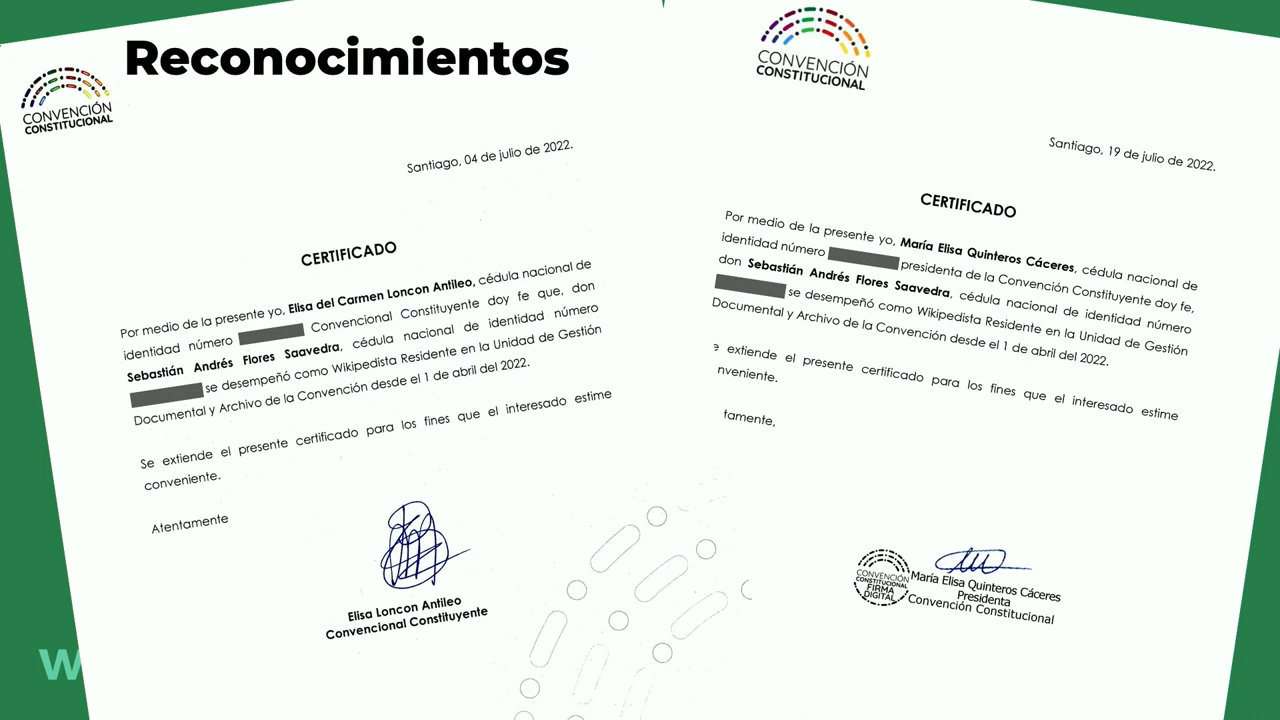 Reconocimientos
CONVENCIÓN
CONSTITUCIONAL
Santiago, 04 de julio de 2022.
CERTIFICADO
Por medio de la presente yo, Elisa del Carmen Loncon Antileo, cédula nacional de
identidad número Convencional Constituyente doy fe que, don
Sebastián Andrés Flores Saavedra, cédula nacional de identidad número
se desempeñó como Wikipedista Residente en la Unidad de Gestión
Documental y Archivo de la Convención desde el 1 de abril del 2022.
Se extiende el presente certificado para los fines que el interesado estime
conveniente.
Atentamente
Elisa Loncon Antileo
Convencional Constituyente
W
CONVENCIÓN
CONSTITUCIONAL
Santiago, 19 de julio de 2022.
CERTIFICADO
Por medio de la presente yo, María Elisa Quinteros Cáceres, cédula nacional de
identidad número presidenta de la Convención Constituyente doy fe,
don Sebastián Andrés Flores Saavedra, cédula nacional de identidad número
se desempeñó como Wikipedista Residente en la Unidad de Gestión
Documental y Archivo de la Convención desde el 1 de abril del 2022.
e extiende el presente certificado para los fines que el interesado estime
nveniente.
tamente,
CONVENCIÓN
CONSTITUCIONAL
FIRMA
DIGITAL
María Elisa Quinteros Cáceres
Presidenta
Convención Constitucional